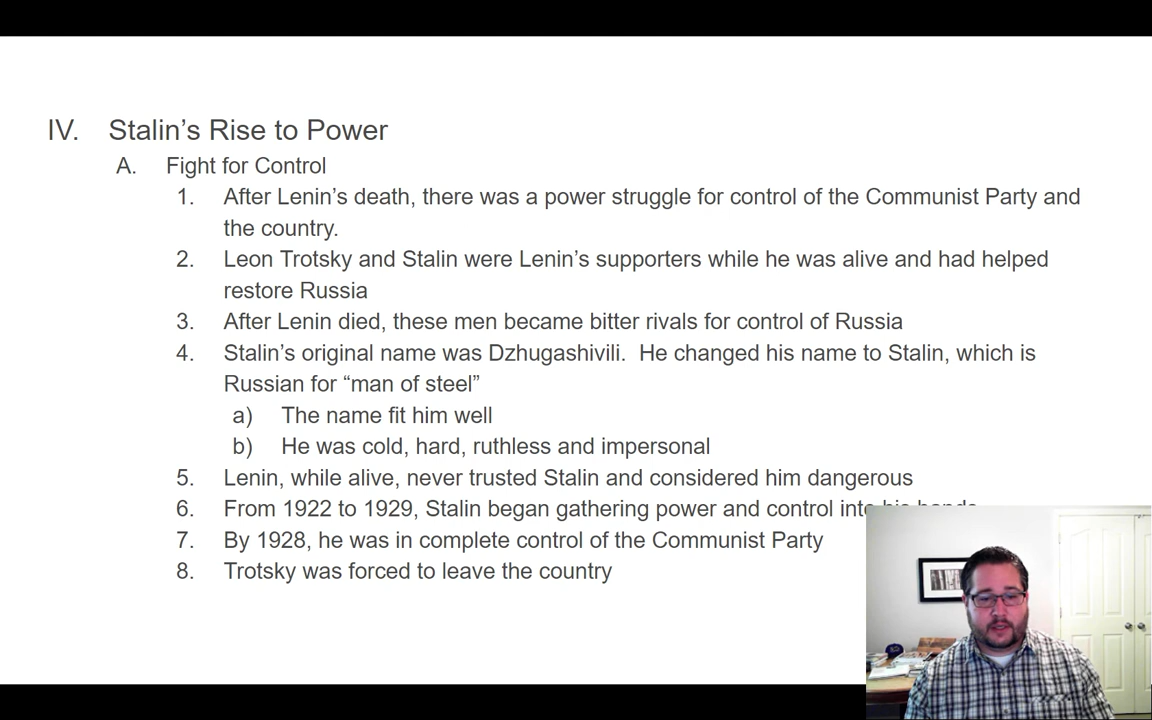 IV. Stalin’s Rise to Power
A. Fight for Control
1. After Lenin’s death, there was a power struggle for control of the Communist Party and
the country.
2. Leon Trotsky and Stalin were Lenin’s supporters while he was alive and had helped
restore Russia
3. After Lenin died, these men became bitter rivals for control of Russia
4. Stalin’s original name was Dzhugashivili.  He changed his name to Stalin, which is
Russian for “man of steel”
a) The name fit him well
b) He was cold, hard, ruthless and impersonal
5. Lenin, while alive, never trusted Stalin and considered him dangerous
6. From 1922 to 1929, Stalin began gathering power and control into his hands
7. By 1928, he was in complete control of the Communist Party
8. Trotsky was forced to leave the country